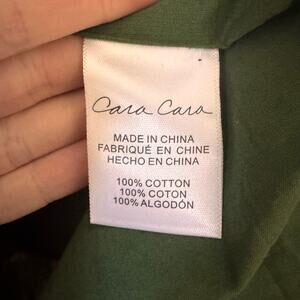 Cara Cara
MADE IN CHINA
FABRIQUÉ EN CHINE
HECHO EN CHINA
100% COTTON
100% COTON
100% ALGODÓN